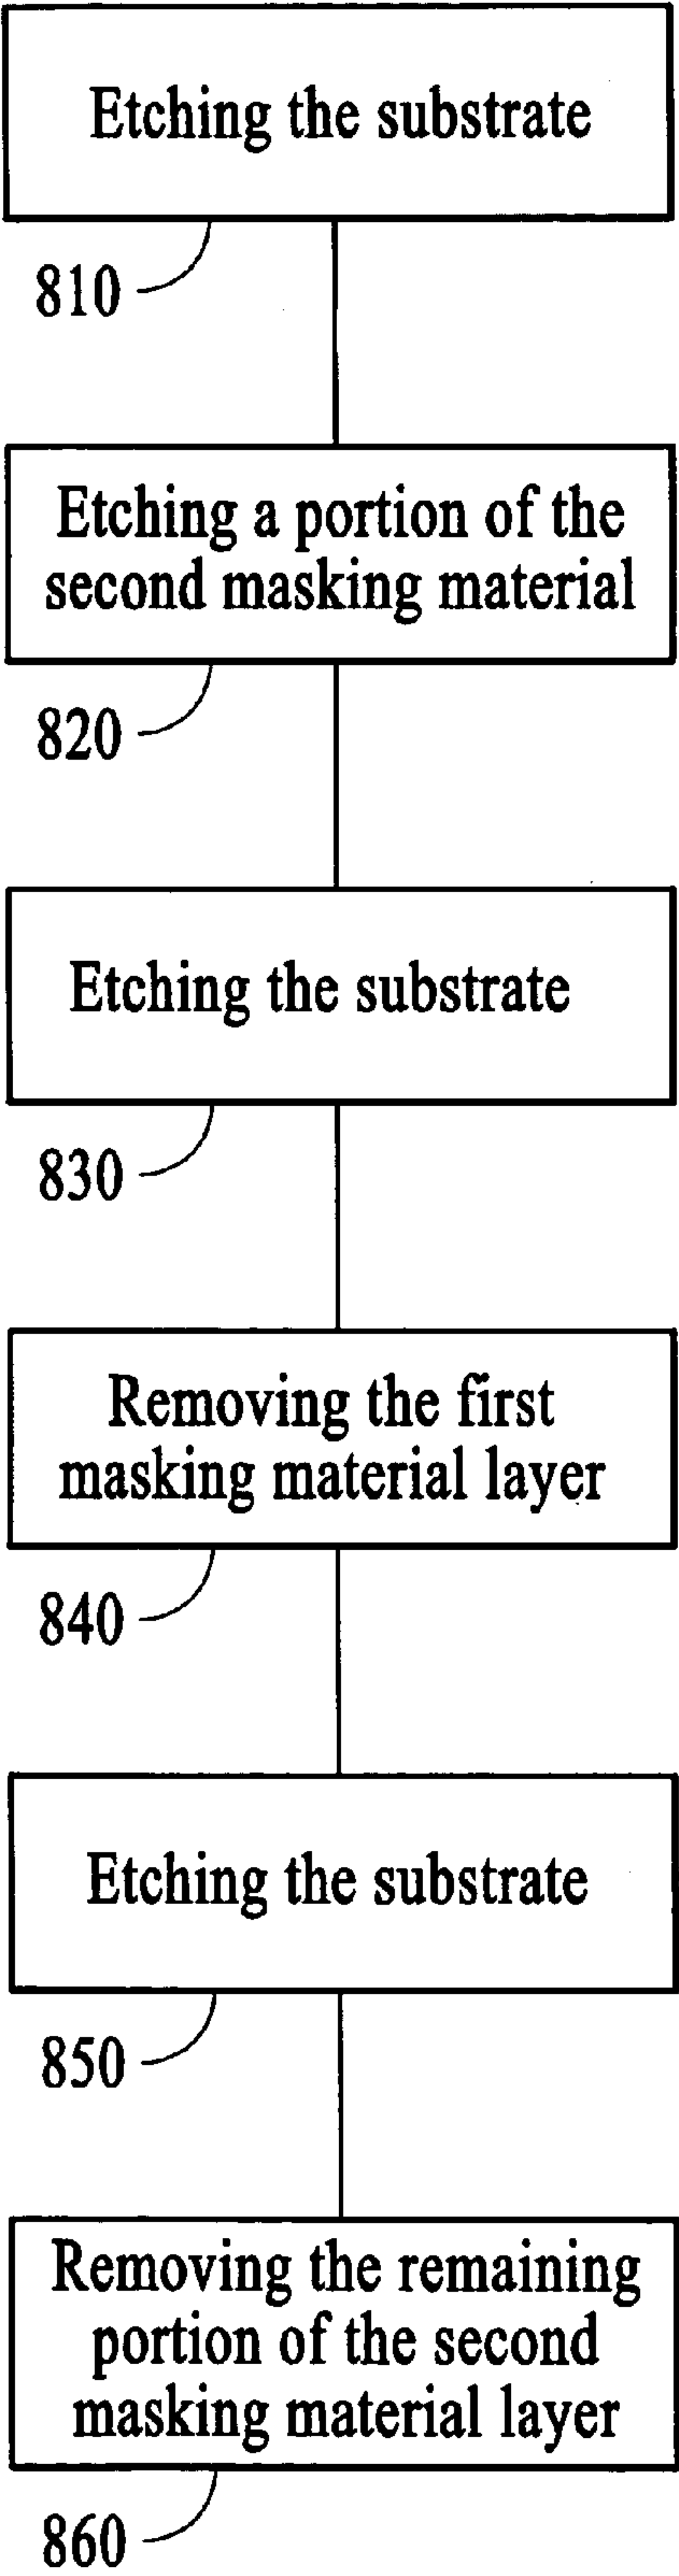 Etching the substrate
810
Etching a portion of the
second masking material
820
Etching the substrate
830
Removing the first
masking material layer
840
Etching the substrate
850
Removing the remaining
portion of the second
masking material layer
860